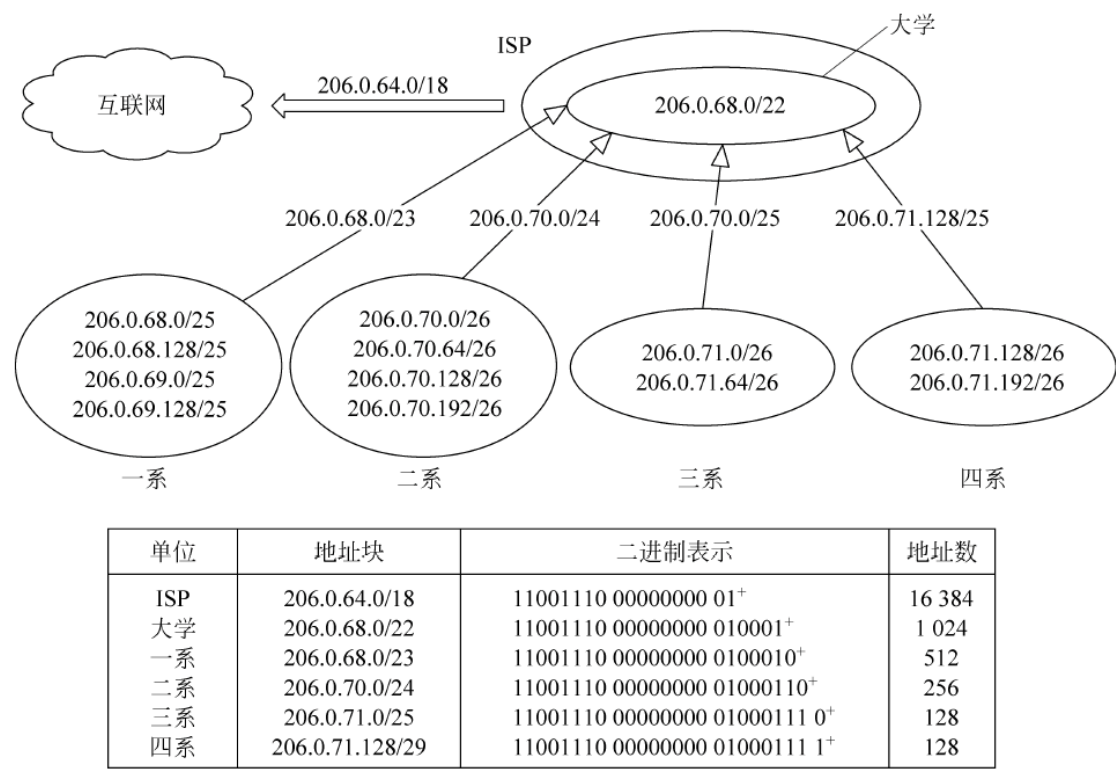 大学
ISP
206.0.64.0/18
互联网
206.0.68.0/22
206.0.68.0/23
206.0.70.0/24
206.0.70.0/25
206.0.71.128/25
206.0.68.0/25
206.0.68.128/25
206.0.69.0/25
206.0.69.128/25
206.0.70.0/26
206.0.70.64/26
206.0.70.128/26
206.0.70.192/26
206.0.71.0/26
206.0.71.64/26
206.0.71.128/26
206.0.71.192/26
一系 二系 三系 四系
单位 地址块 二进制表示 地址数
ISP 206.0.64.0/18 11001110 00000000 01+ 16 384
大学 206.0.68.0/22 11001110 00000000 010001+ 1 024
一系 206.0.68.0/23 11001110 00000000 0100010+ 512
二系 206.0.70.0/24 11001110 00000000 01000110+ 256
三系 206.0.71.0/25 11001110 00000000 01000111 0+ 128
四系 206.0.71.128/29 11001110 00000000 01000111 1+ 128